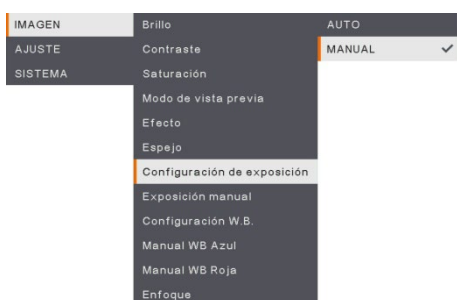 IMAGEN
AJUSTE
SISTEMA
Brillo
Contraste
Saturación
Modo de vista previa
Efecto
Espejo
Configuración de exposición
Exposición manual
Configuración W.B.
Manual WB Azul
Manual WB Roja
Enfoque
AUTO
MANUAL